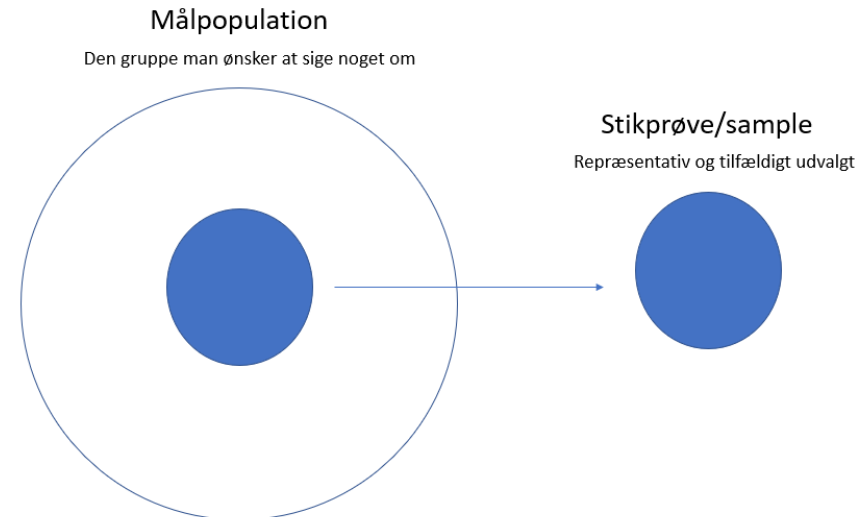 Målpopulation
Den gruppe man ønsker at sige noget om
Stikprøve/sample
Repræsentativ og tilfældigt udvalgt